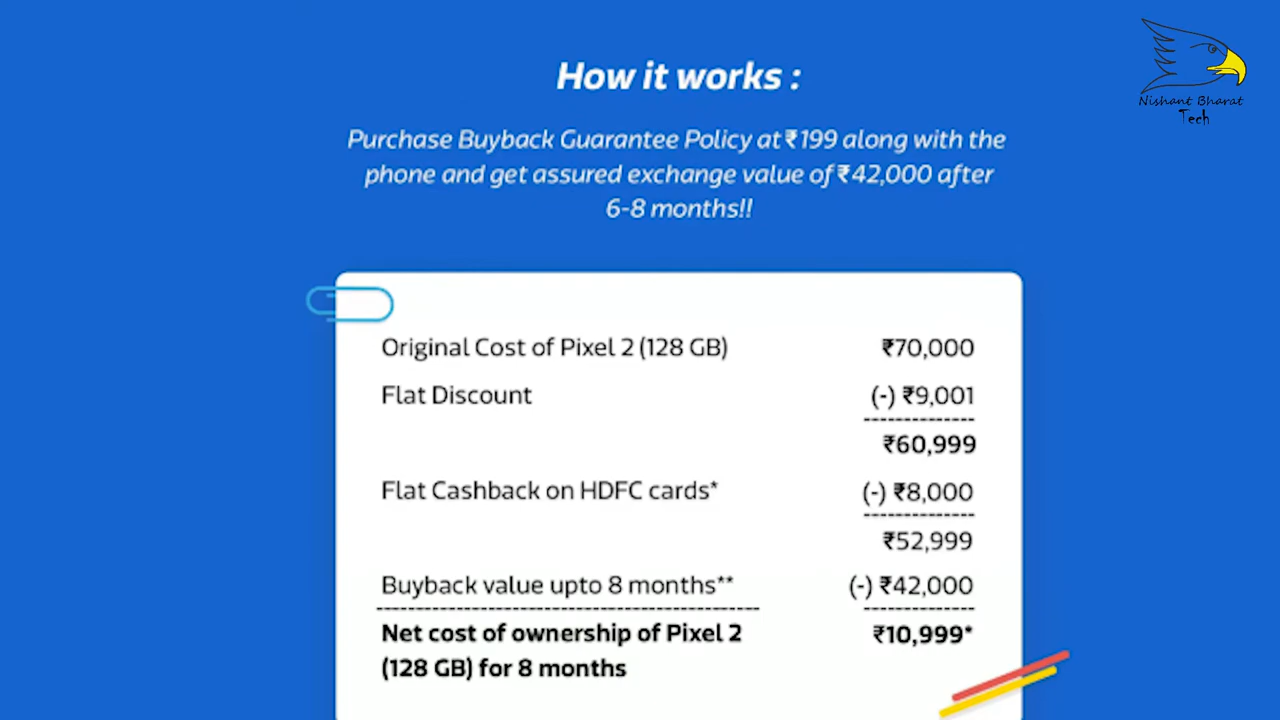 Nishant Bharat
Tech
How it works :
Purchase Buyback Guarantee Policy at ₹199 along with the
phone and get assured exchange value of ₹42,000 after
6-8 months!!
Original Cost of Pixel 2 (128 GB) ₹70,000
Flat Discount (-) ₹9,001
₹60,999
Flat Cashback on HDFC cards* (-) ₹8,000
₹52,999
Buyback value upto 8 months** (-) ₹42,000
Net cost of ownership of Pixel 2 ₹10,999*
(128 GB) for 8 months